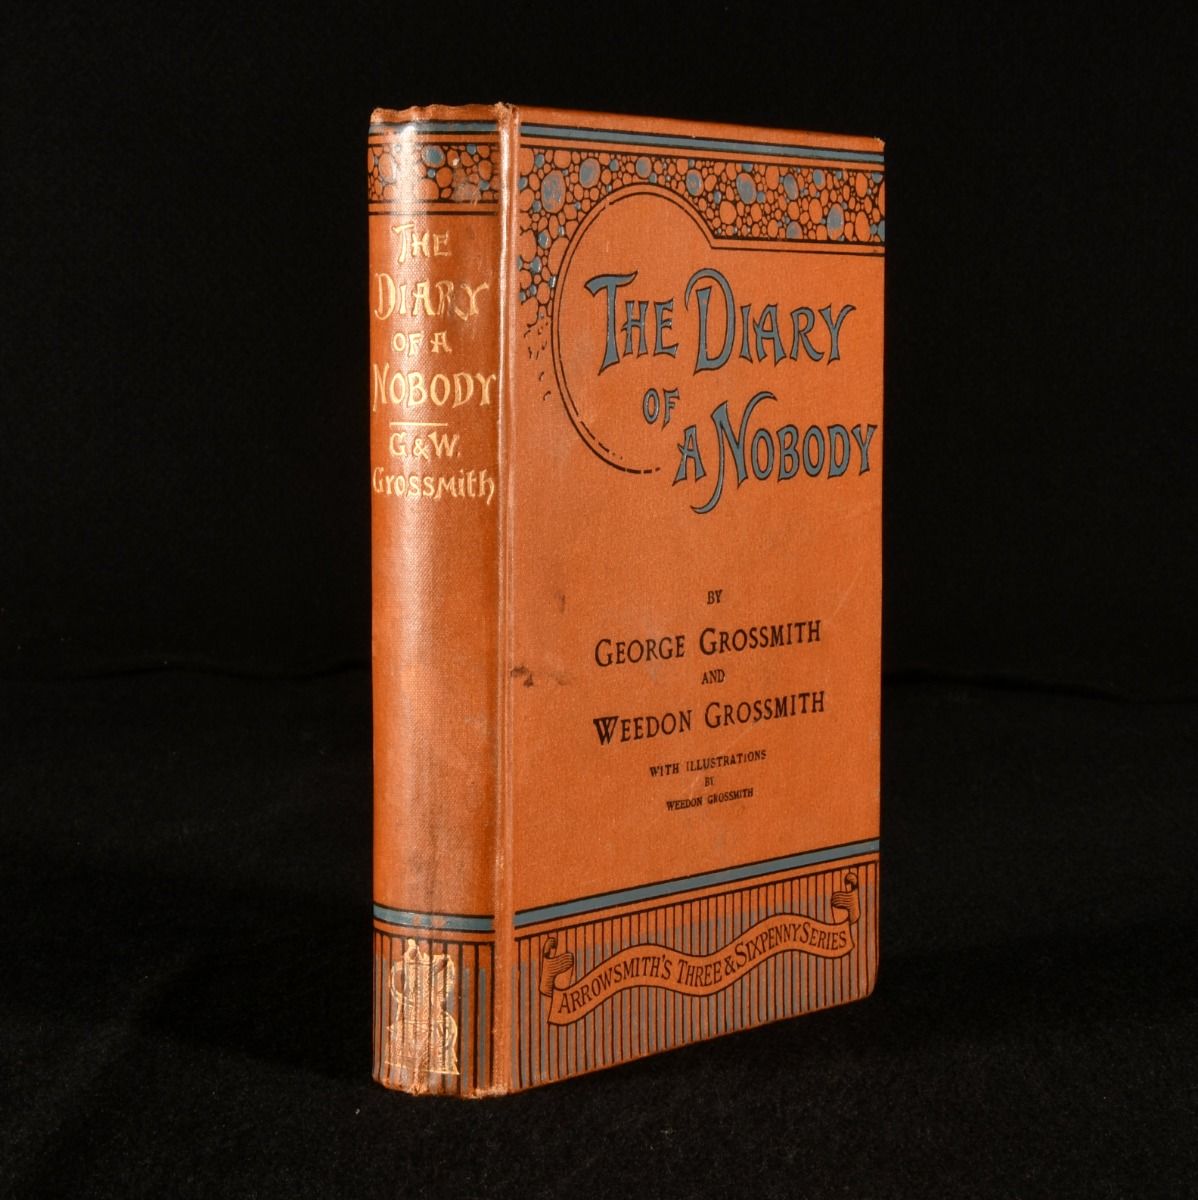 THE
DIARY
OF A
NOBODY
G & W.
Grossmith
THE DIARY
OF
A NOBODY
BY
GEORGE GROSSMITH
AND
WEEDON GROSSMITH
WITH ILLUSTRATIONS
BY
WEEDON GROSSMITH
ARROWSMITH'S THREE & SIXPENNY SERIES